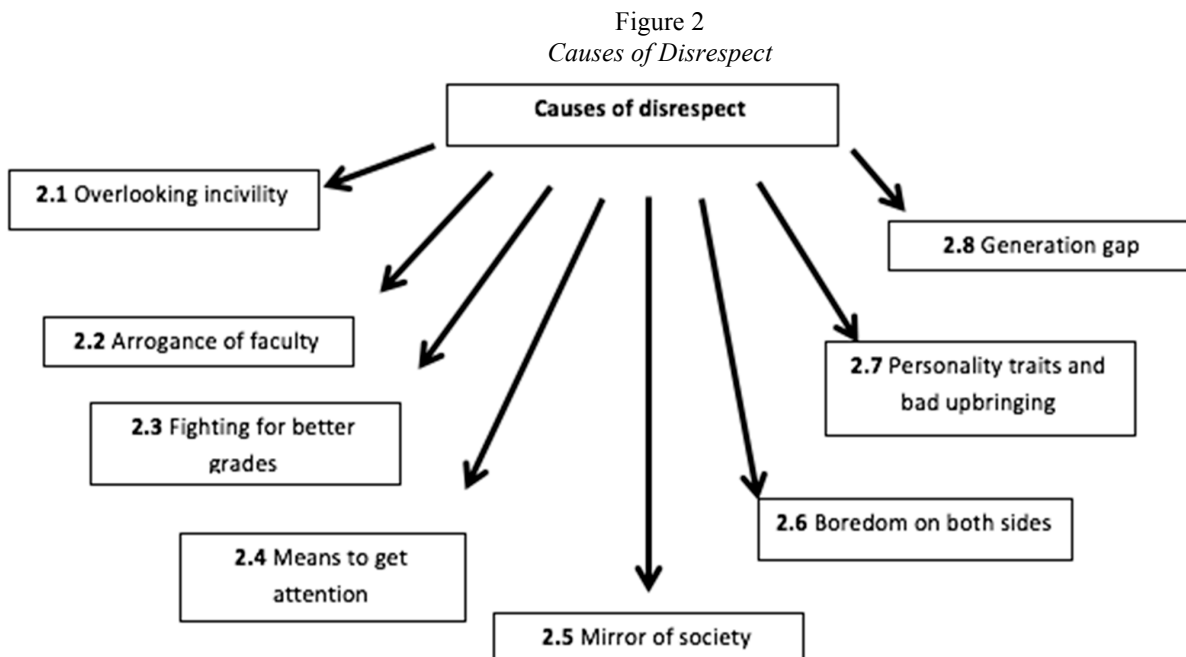 Figure 2
Causes of Disrespect
Causes of disrespect
2.1 Overlooking incivility
2.2 Arrogance of faculty
2.3 Fighting for better
grades
2.4 Means to get
attention
2.5 Mirror of society
2.6 Boredom on both sides
2.7 Personality traits and
bad upbringing
2.8 Generation gap